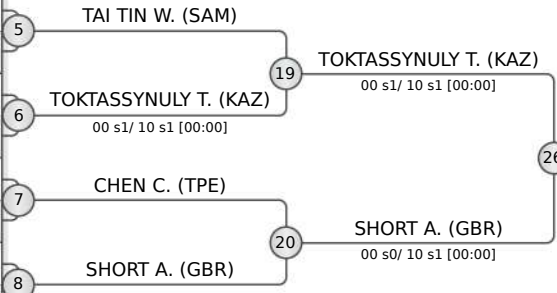 TAI TIN W. (SAM)
5
19
TOKTASSYNULY T. (KAZ)
00 s1/ 10 s1 [00:00]
TOKTASSYNULY T. (KAZ)
6
00 s1/ 10 s1 [00:00]
26
CHEN C. (TPE)
7
20
SHORT A. (GBR)
00 s0/ 10 s1 [00:00]
SHORT A. (GBR)
8